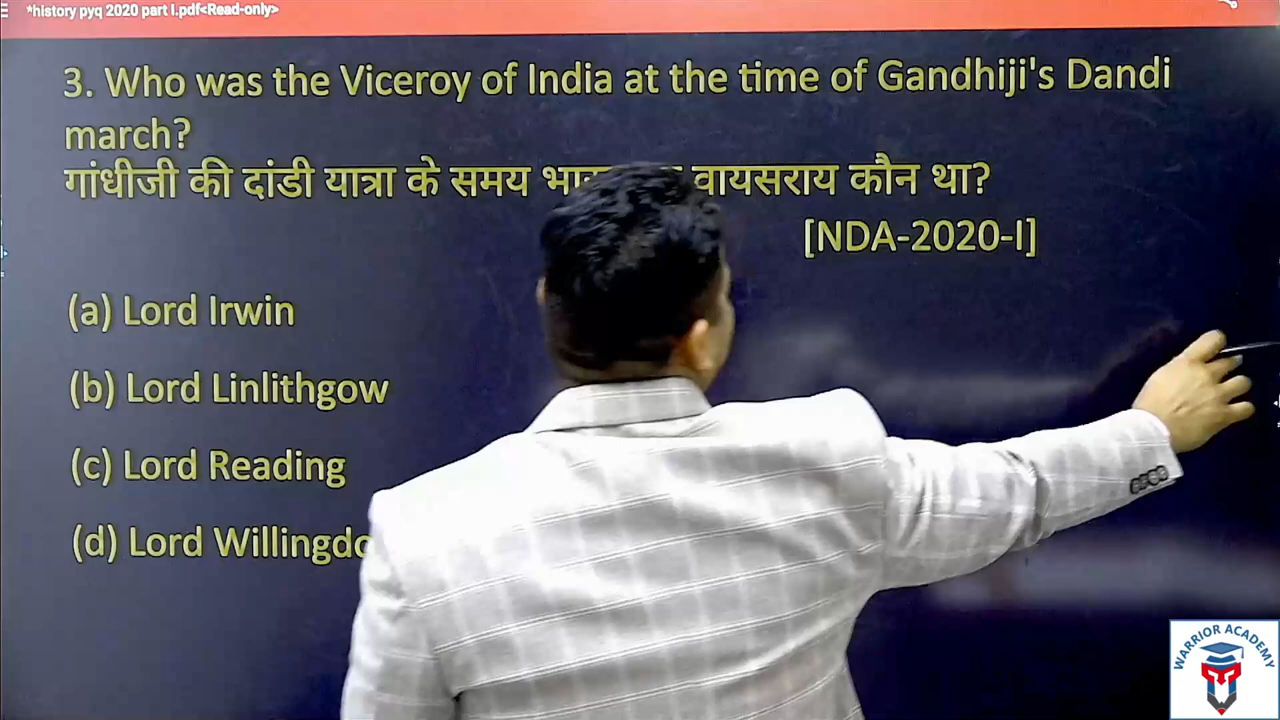 *history pyq 2020 part I.pdf<Read-only>
3. Who was the Viceroy of India at the time of Gandhiji's Dandi
march?
गांधीजी की दांडी यात्रा के समय वायसराय कौन था?
[NDA-2020-I]
(a) Lord Irwin
(b) Lord Linlithgow
(c) Lord Reading
(d) Lord
WARRIOR ACADEMY